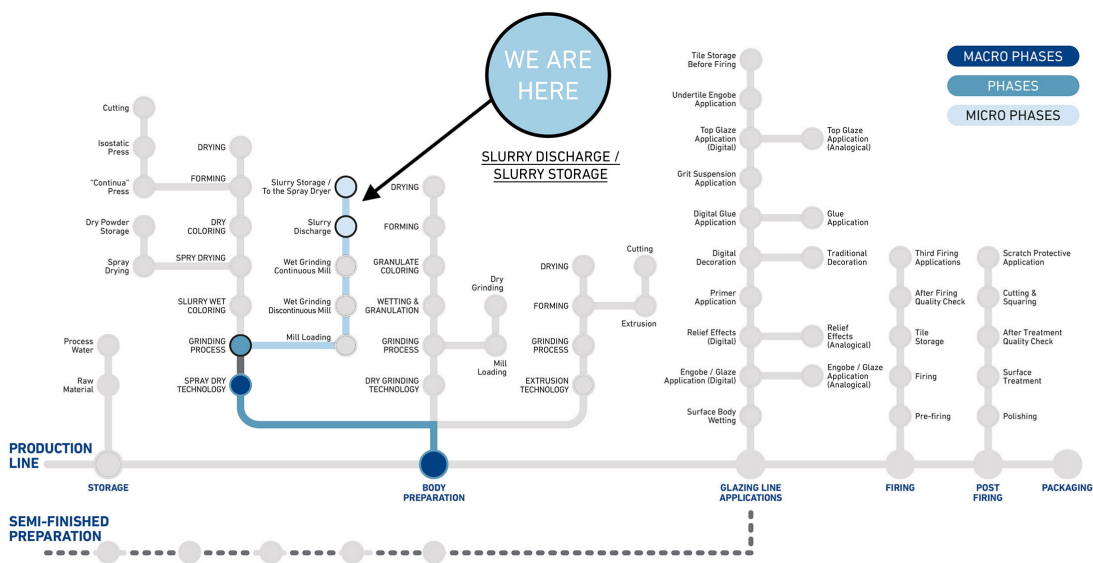 WE ARE
HERE
SLURRY DISCHARGE /
SLURRY STORAGE
MACRO PHASES
PHASES
MICRO PHASES
Cutting
Isostatic
Press
"Continua"
Press
Dry Powder
Storage
Spray
Drying
DRYING
FORMING
DRY
COLORING
SPRY DRYING
SLURRY WET
COLORING
GRINDING
PROCESS
SPRAY DRY
TECHNOLOGY
Slurry Storage /
To the Spray Dryer
Slurry
Discharge
Wet Grinding
Continuous Mill
Wet Grinding
Discontinuous Mill
Mill Loading
DRYING
FORMING
GRANULATE
COLORING
WETTING &
GRANULATION
GRINDING
PROCESS
DRY GRINDING
TECHNOLOGY
Dry
Grinding
Mill
Loading
DRYING
FORMING
GRINDING
PROCESS
EXTRUSION
TECHNOLOGY
Cutting
Extrusion
Process
Water
Raw
Material
Tile Storage
Before Firing
Undertile Engobe
Application
Top Glaze
Application
(Digital)
Top Glaze
Application
(Analogical)
Grit Suspension
Application
Digital Glue
Application
Glue
Application
Digital
Decoration
Traditional
Decoration
Primer
Application
Relief Effects
(Digital)
Relief
Effects
(Analogical)
Engobe / Glaze
Application (Digital)
Engobe / Glaze
Application
(Analogical)
Surface Body
Wetting
Third Firing
Applications
After Firing
Quality Check
Tile
Storage
Firing
Pre-firing
Scratch Protective
Application
Cutting &
Squaring
After Treatment
Quality Check
Surface
Treatment
Polishing
PRODUCTION
LINE
STORAGE
BODY
PREPARATION
GLAZING LINE
APPLICATIONS
FIRING
POST
FIRING
PACKAGING
SEMI-FINISHED
PREPARATION